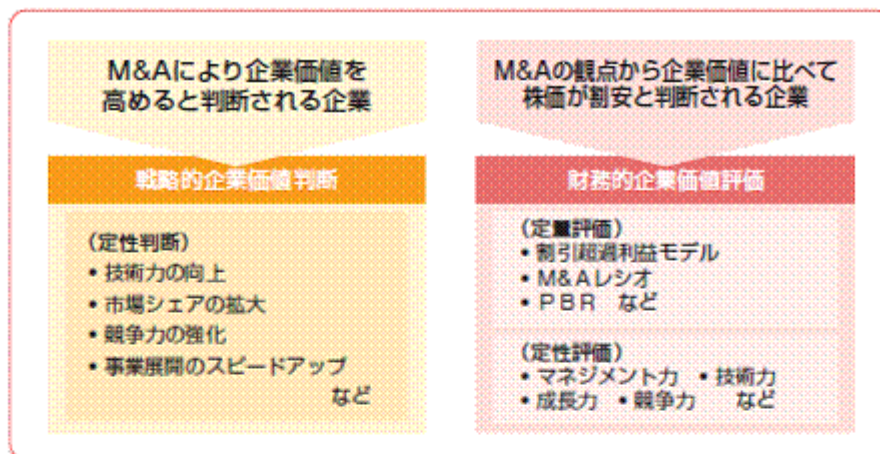 M&Aにより企業価値を
高めると判断される企業
戦略的企業価値判断
（定性判断）
• 技術力の向上
• 市場シェアの拡大
• 競争力の強化
• 事業展開のスピードアップ
など
M&Aの観点から企業価値に比べて
株価が割安と判断される企業
財務的企業価値評価
（定■評価）
• 割引超過利益モデル
• M&Aレシオ
• PBR など
（定性評価）
• マネジメント力 • 技術力
• 成長力 • 競争力 など